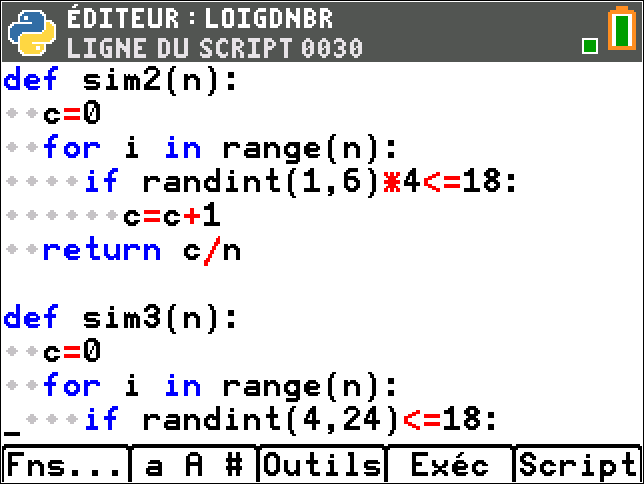 ÉDITEUR : LOIGDNBR
LIGNE DU SCRIPT 0030
def sim2(n):
  c=0
  for i in range(n):
    if randint(1,6)*4<=18:
      c=c+1
  return c/n

def sim3(n):
  c=0
  for i in range(n):
    if randint(4,24)<=18:
Fns... a A # Outils Exéc Script